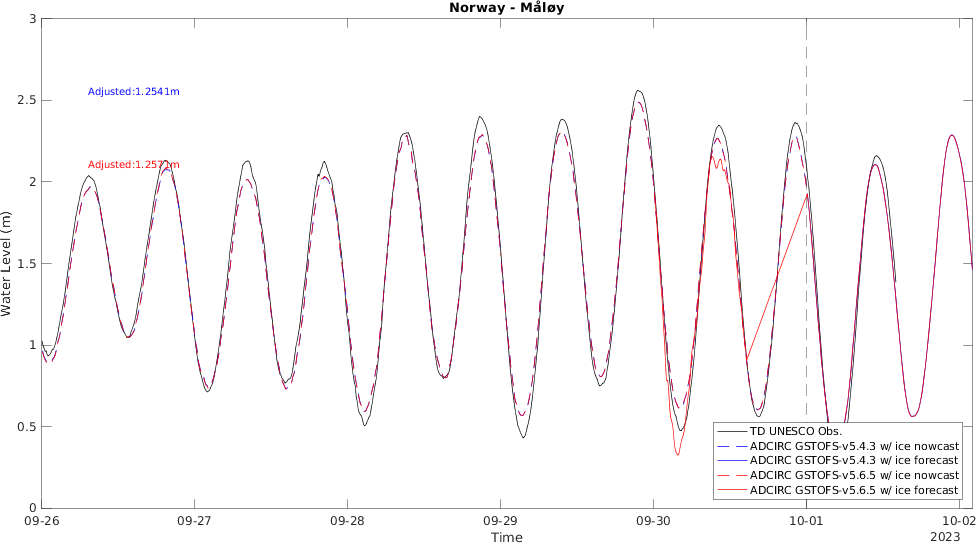 Norway - Måløy
3
2.5
2
1.5
1
0.5
0
Water Level (m)
Adjusted:1.2541m
TD UNESCO Obs.
ADCIRC GSTOFS-v5.4.3 w/ ice nowcast
ADCIRC GSTOFS-v5.4.3 w/ ice forecast
ADCIRC GSTOFS-v5.6.5 w/ ice nowcast
ADCIRC GSTOFS-v5.6.5 w/ ice forecast
09-26 09-27 09-28 09-29 09-30 10-01 10-02
Time
2023